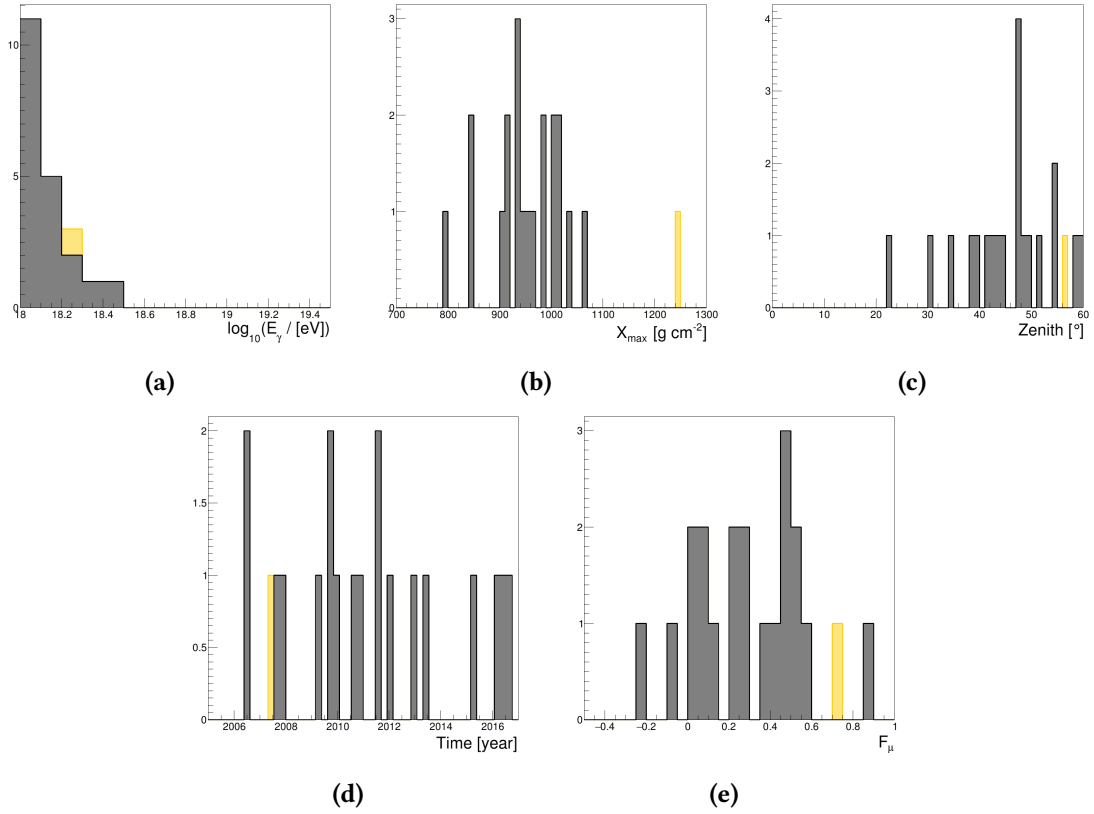 10
5
0
18 18.2 18.4 18.6 18.8 19 19.2 19.4
log₁₀(E_γ / [eV])
(a)
3
2
1
0
700 800 900 1000 1100 1200 1300
X_max [g cm⁻²]
(b)
4
3
2
1
0
0 10 20 30 40 50 60
Zenith [°]
(c)
2
1.5
1
0.5
0
2006 2008 2010 2012 2014 2016
Time [year]
(d)
3
2
1
0
−0.4 −0.2 0 0.2 0.4 0.6 0.8 1
F_μ
(e)